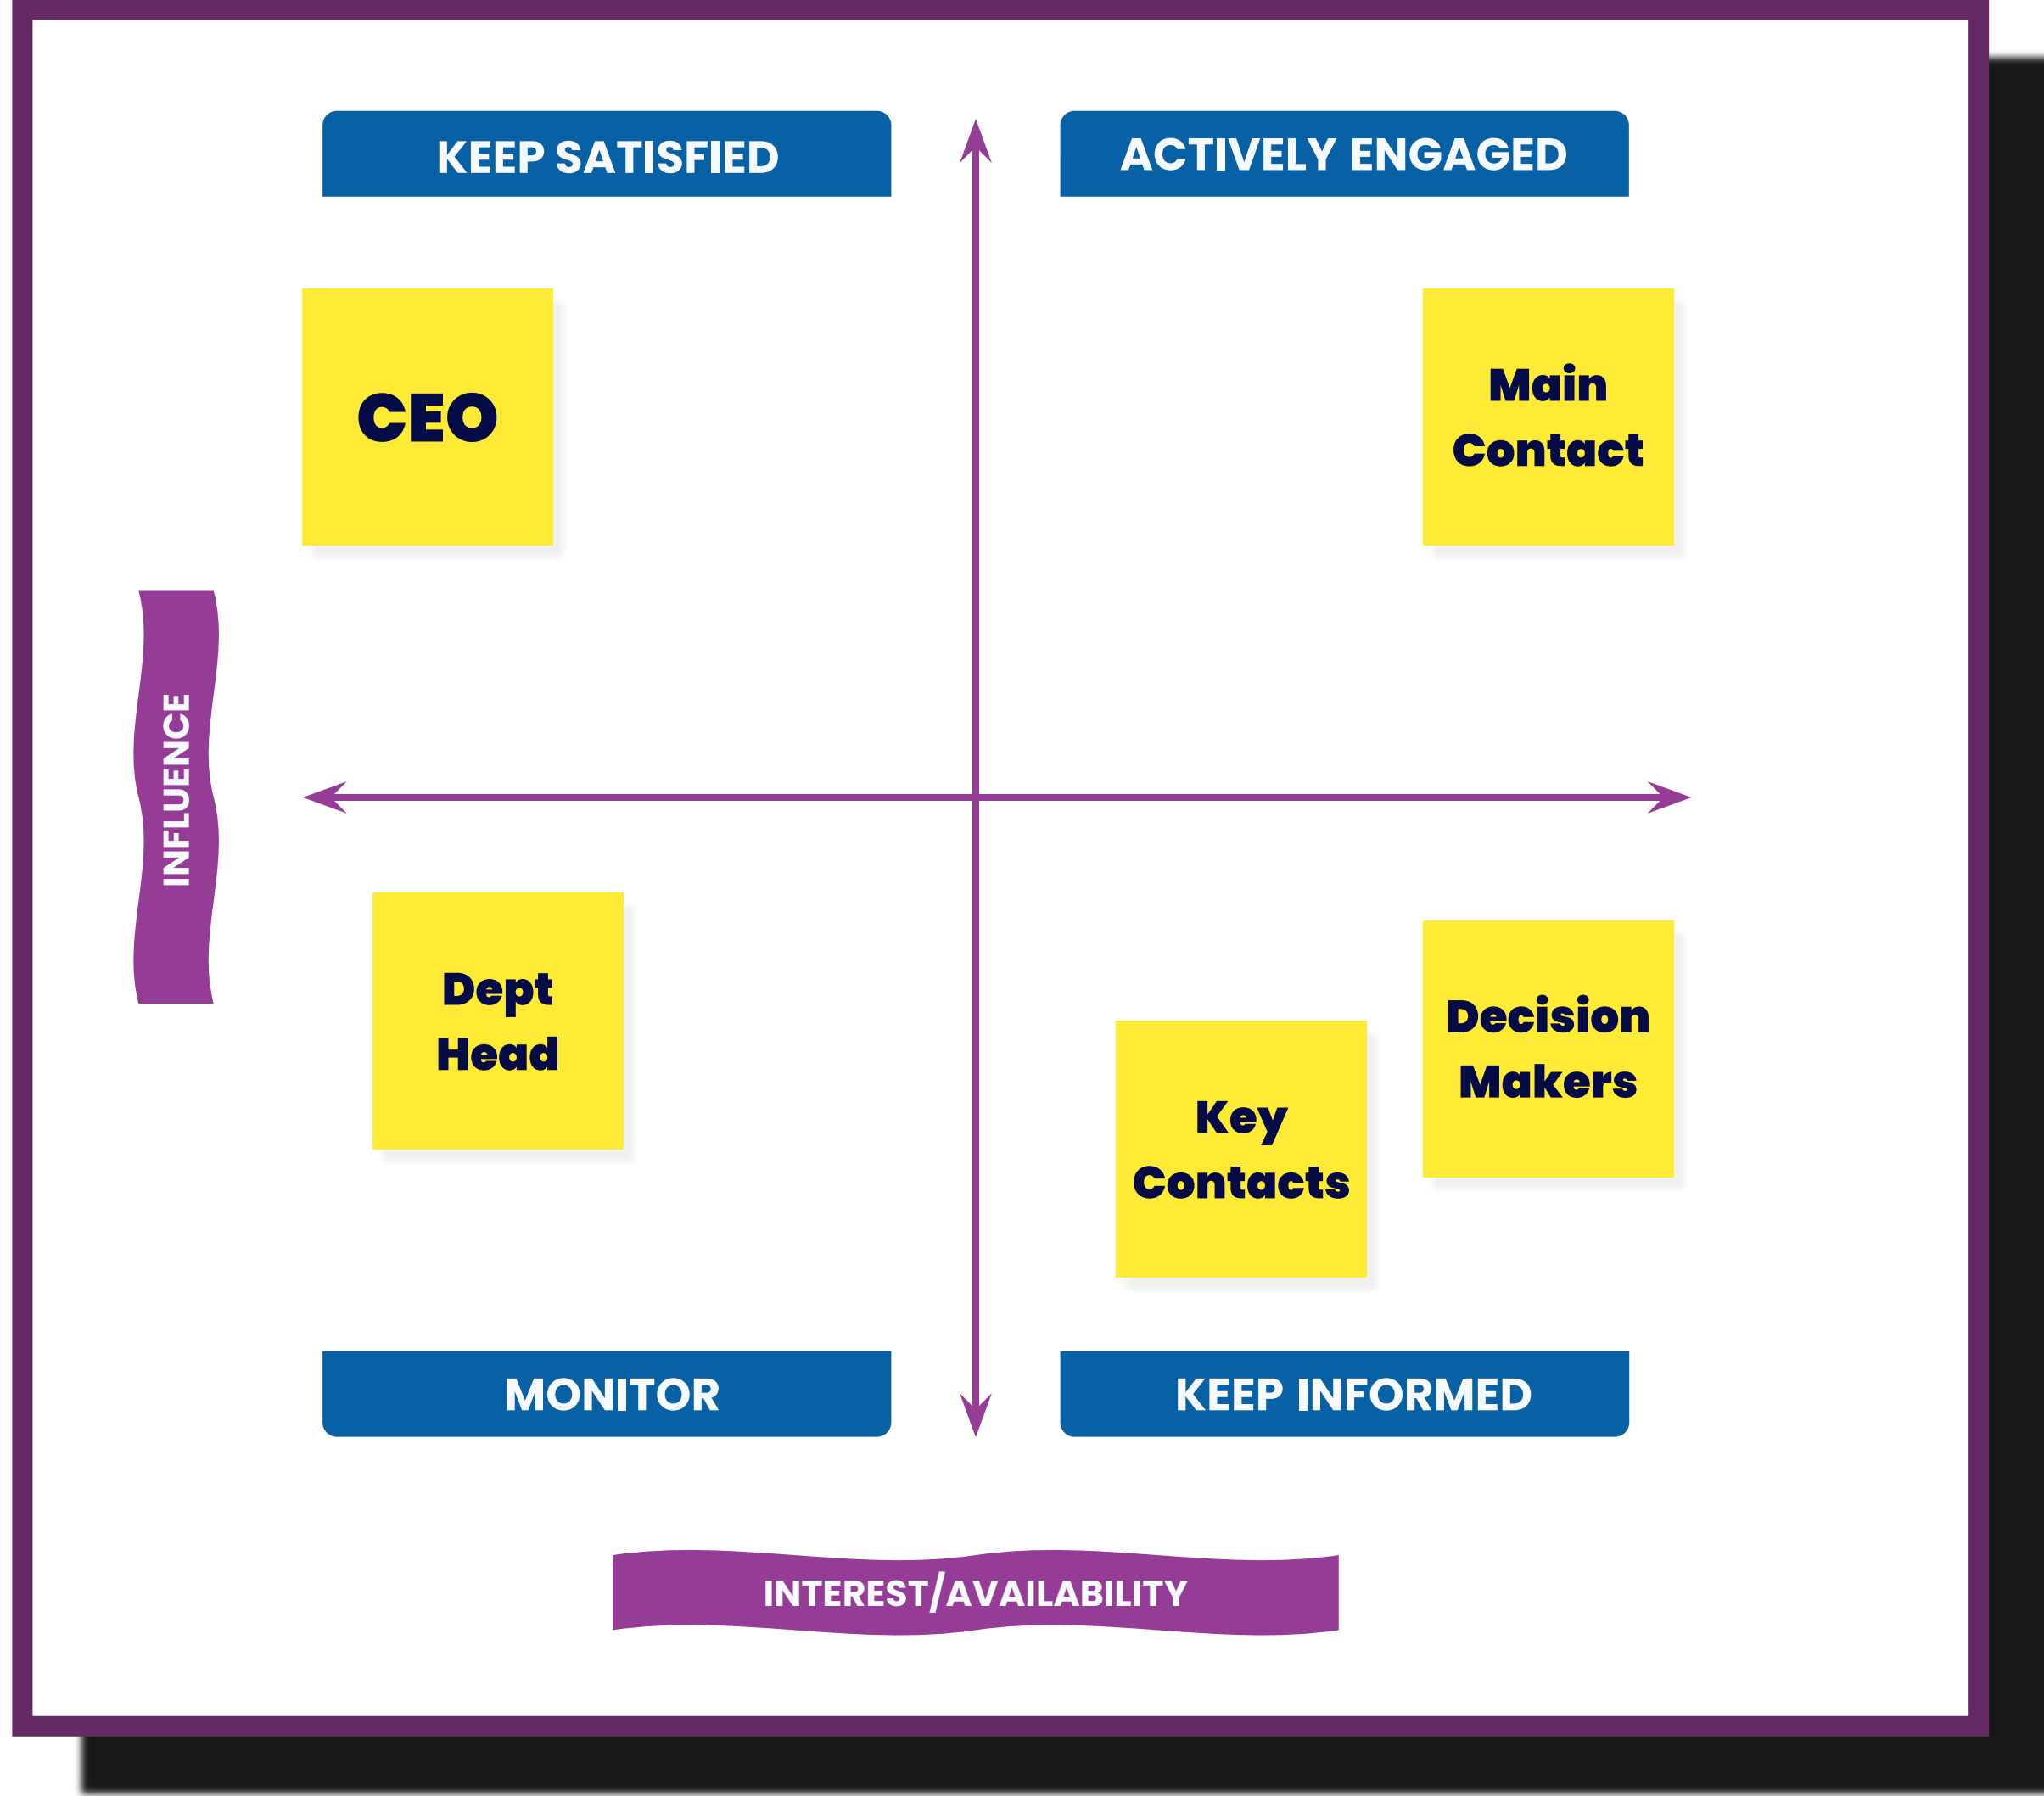 KEEP SATISFIED
ACTIVELY ENGAGED
CEO
Main
Contact
INFLUENCE
Dept
Head
Key
Contacts
Decision
Makers
MONITOR
KEEP INFORMED
INTEREST/AVAILABILITY